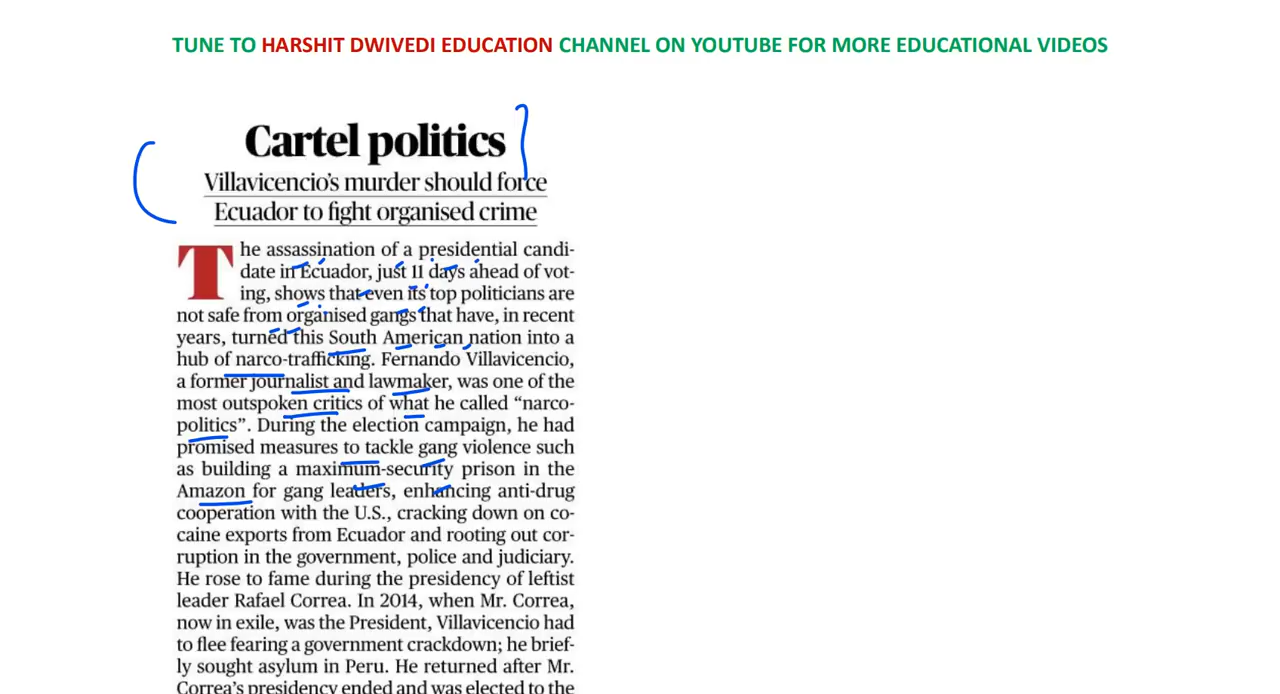 TUNE TO HARSHIT DWIVEDI EDUCATION CHANNEL ON YOUTUBE FOR MORE EDUCATIONAL VIDEOS
Cartel politics
Villavicencio's murder should force
Ecuador to fight organised crime
The assassination of a presidential candi-
date in Ecuador, just 11 days ahead of vot-
ing, shows that even its top politicians are
not safe from organised gangs that have, in recent
years, turned this South American nation into a
hub of narco-trafficking. Fernando Villavicencio,
a former journalist and lawmaker, was one of the
most outspoken critics of what he called “narco-
politics”. During the election campaign, he had
promised measures to tackle gang violence such
as building a maximum-security prison in the
Amazon for gang leaders, enhancing anti-drug
cooperation with the U.S., cracking down on co-
caine exports from Ecuador and rooting out cor-
ruption in the government, police and judiciary.
He rose to fame during the presidency of leftist
leader Rafael Correa. In 2014, when Mr. Correa,
now in exile, was the President, Villavicencio had
to flee fearing a government crackdown; he brief-
ly sought asylum in Peru. He returned after Mr.
Correa's presidency ended and was elected to the